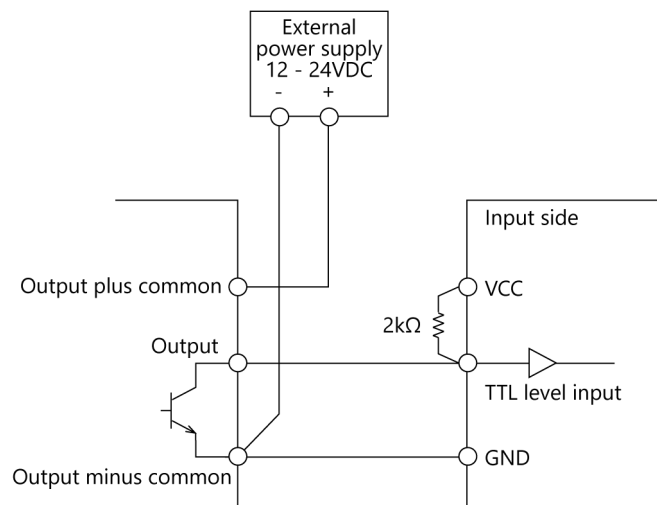 External
power supply
12 - 24VDC
- +
Input side
Output plus common
VCC
2kΩ
Output
TTL level input
Output minus common
GND